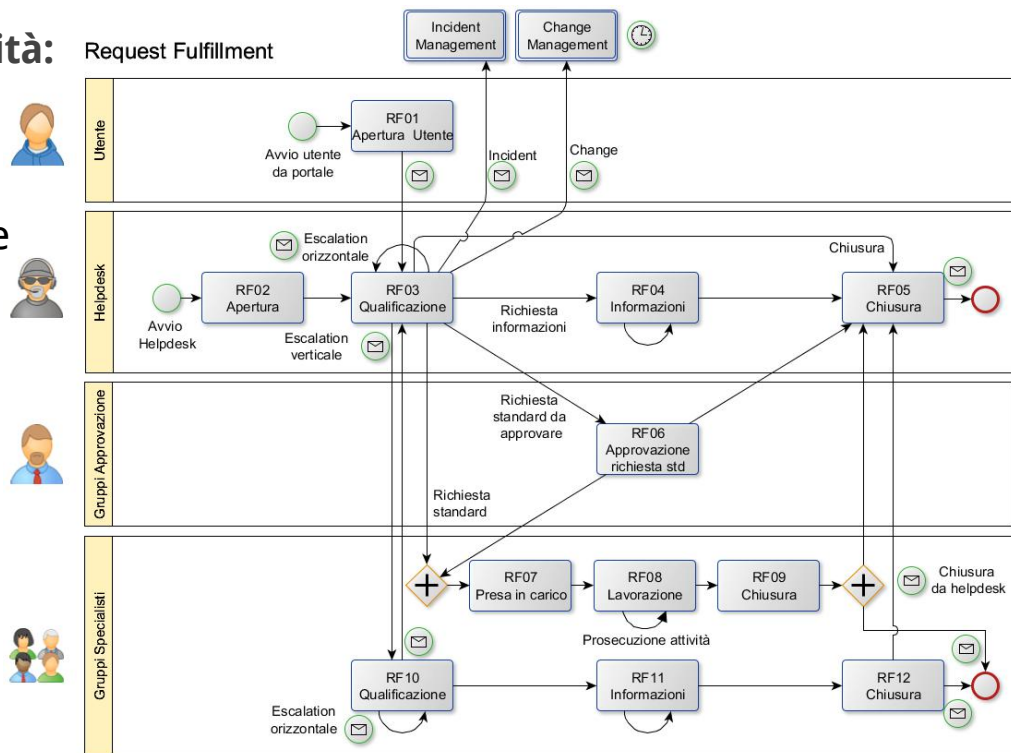 ità:
Request Fulfillment
Incident
Management
Change
Management
Utente
RF01
Apertura Utente
Avvio utente
da portale
Incident
Change
e
Helpdesk
Escalation
orizzontale
Chiusura
RF02
Apertura
RF03
Qualificazione
RF04
Informazioni
RF05
Chiusura
Avvio
Helpdesk
Richiesta
informazioni
Escalation
verticale
Gruppi Approvazione
Richiesta
standard da
approvare
RF06
Approvazione
richiesta std
Richiesta
standard
Gruppi Specialisti
RF07
Presa in carico
RF08
Lavorazione
RF09
Chiusura
Chiusura
da helpdesk
Prosecuzione attività
RF10
Qualificazione
RF11
Informazioni
RF12
Chiusura
Escalation
orizzontale